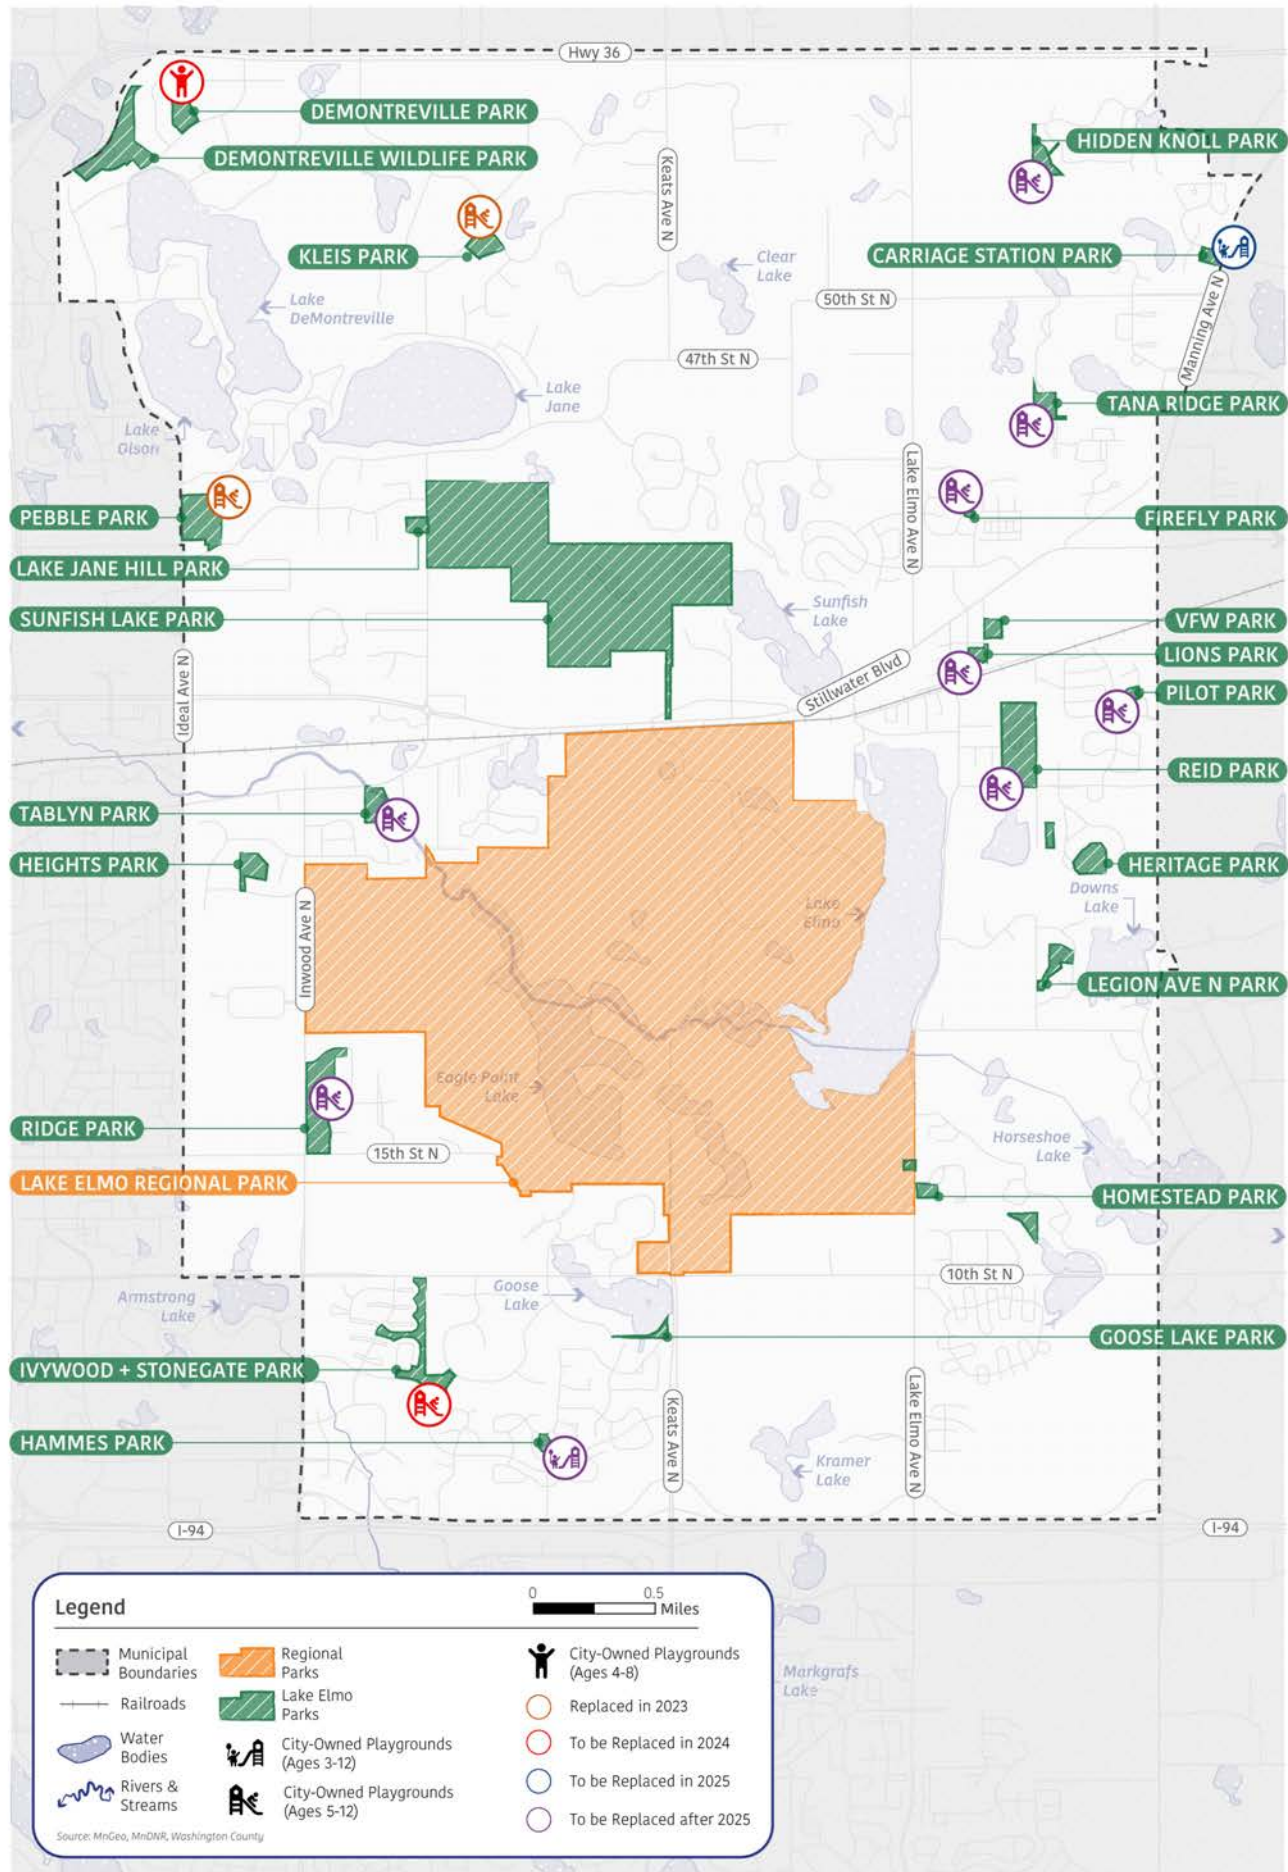 Hwy 36
DEMONTREVILLE PARK
HIDDEN KNOLL PARK
DEMONTREVILLE WILDLIFE PARK
Keats Ave N
KLEIS PARK
CARRIAGE STATION PARK
Clear
Lake
Lake
DeMontreville
50th St N
Manning Ave N
47th St N
Lake
Jane
TANA RIDGE PARK
Lake
Olson
Lake Elmo Ave N
PEBBLE PARK
FIREFLY PARK
LAKE JANE HILL PARK
SUNFISH LAKE PARK
Sunfish
Lake
VFW PARK
LIONS PARK
Stillwater Blvd
PILOT PARK
Ideal Ave N
REID PARK
TABLYN PARK
HEIGHTS PARK
HERITAGE PARK
Downs
Lake
Lake
Elmo
Inwood Ave N
LEGION AVE N PARK
Eagle Point
Lake
RIDGE PARK
15th St N
Horseshoe
Lake
LAKE ELMO REGIONAL PARK
HOMESTEAD PARK
10th St N
Goose
Lake
Armstrong
Lake
GOOSE LAKE PARK
IVYWOOD + STONEGATE PARK
Keats Ave N
Lake Elmo Ave N
HAMMES PARK
Kramer
Lake
I-94
I-94
Legend
0 0.5
Miles
Municipal
Boundaries
Railroads
Water
Bodies
Rivers &
Streams
Regional
Parks
Lake Elmo
Parks
City-Owned Playgrounds
(Ages 3-12)
City-Owned Playgrounds
(Ages 5-12)
City-Owned Playgrounds
(Ages 4-8)
Replaced in 2023
To be Replaced in 2024
To be Replaced in 2025
To be Replaced after 2025
Source: MnGeo, MnDNR, Washington County
Markgrafs
Lake